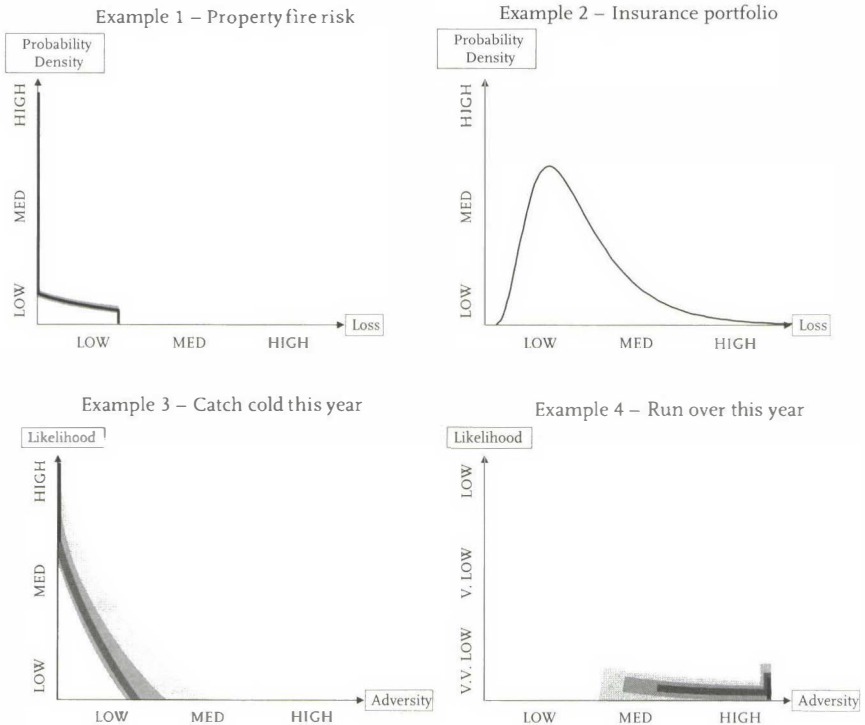 Example 1 – Property fire risk
Probability
Density
HIGH
MED
LOW
LOW MED HIGH
Loss
Example 2 – Insurance portfolio
Probability
Density
HIGH
MED
LOW
LOW MED HIGH
Loss
Example 3 – Catch cold this year
Likelihood
HIGH
MED
LOW
LOW MED HIGH
Adversity
Example 4 – Run over this year
Likelihood
LOW
V. LOW
V.V. LOW
LOW MED HIGH
Adversity